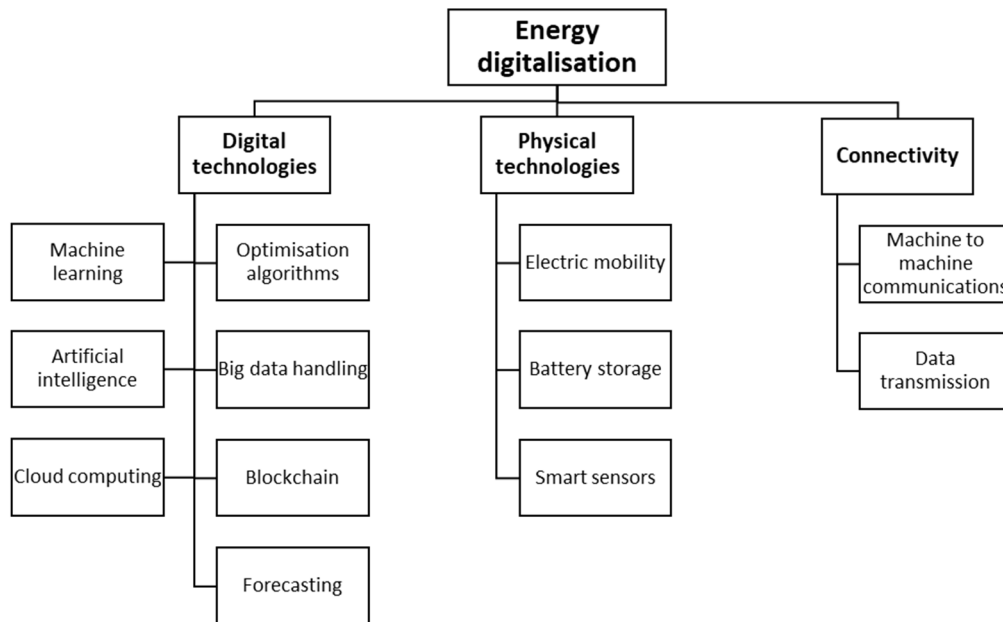 Energy
digitalisation
Digital
technologies
Physical
technologies
Connectivity
Machine
learning
Optimisation
algorithms
Artificial
intelligence
Big data handling
Cloud computing
Blockchain
Forecasting
Electric mobility
Battery storage
Smart sensors
Machine to
machine
communications
Data
transmission